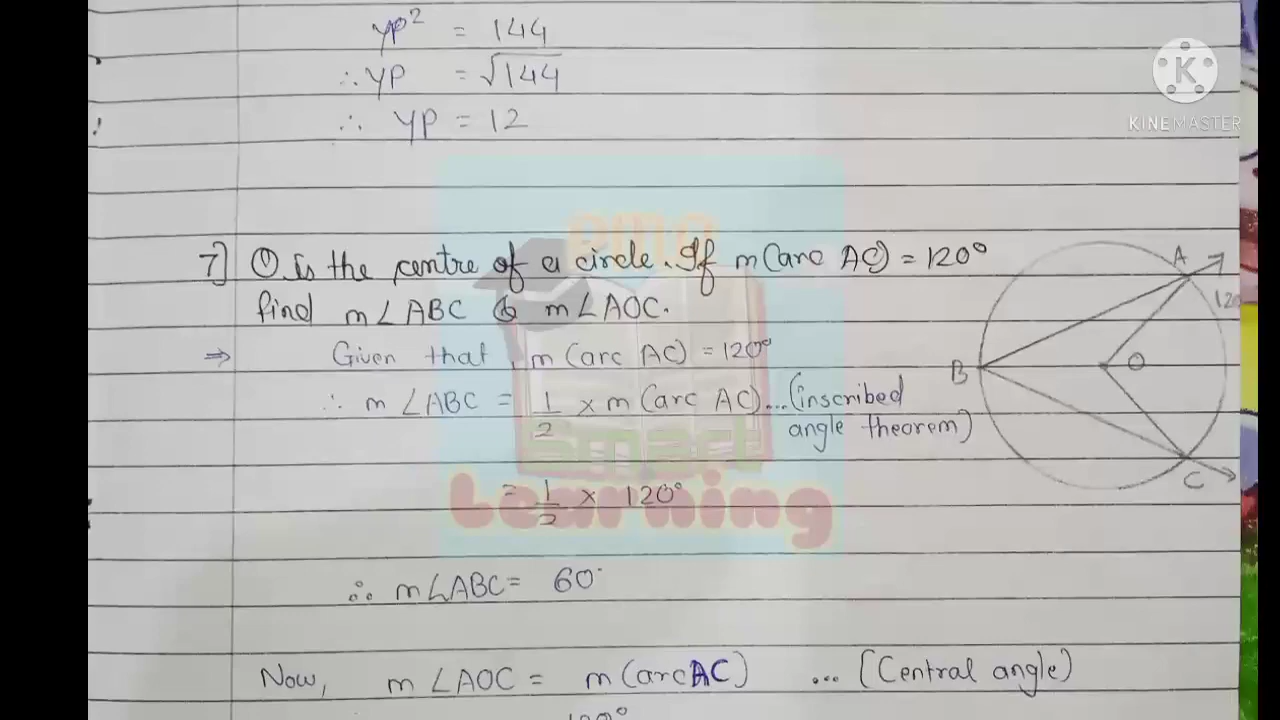 YP² = 144
∴ YP = √144
∴ YP = 12
KINEMASTER
7] O is the centre of a circle. If m(arc AC) = 120°
find m∠ABC & m∠AOC.
⇒ Given that, m(arc AC) = 120°
∴ m∠ABC = 1/2 × m(arc AC) ...(inscribed
angle theorem)
= 1/2 × 120°
∴ m∠ABC = 60°
Now, m∠AOC = m(arc AC) ... (Central angle)
A
120
B
O
C
Smart
Learning